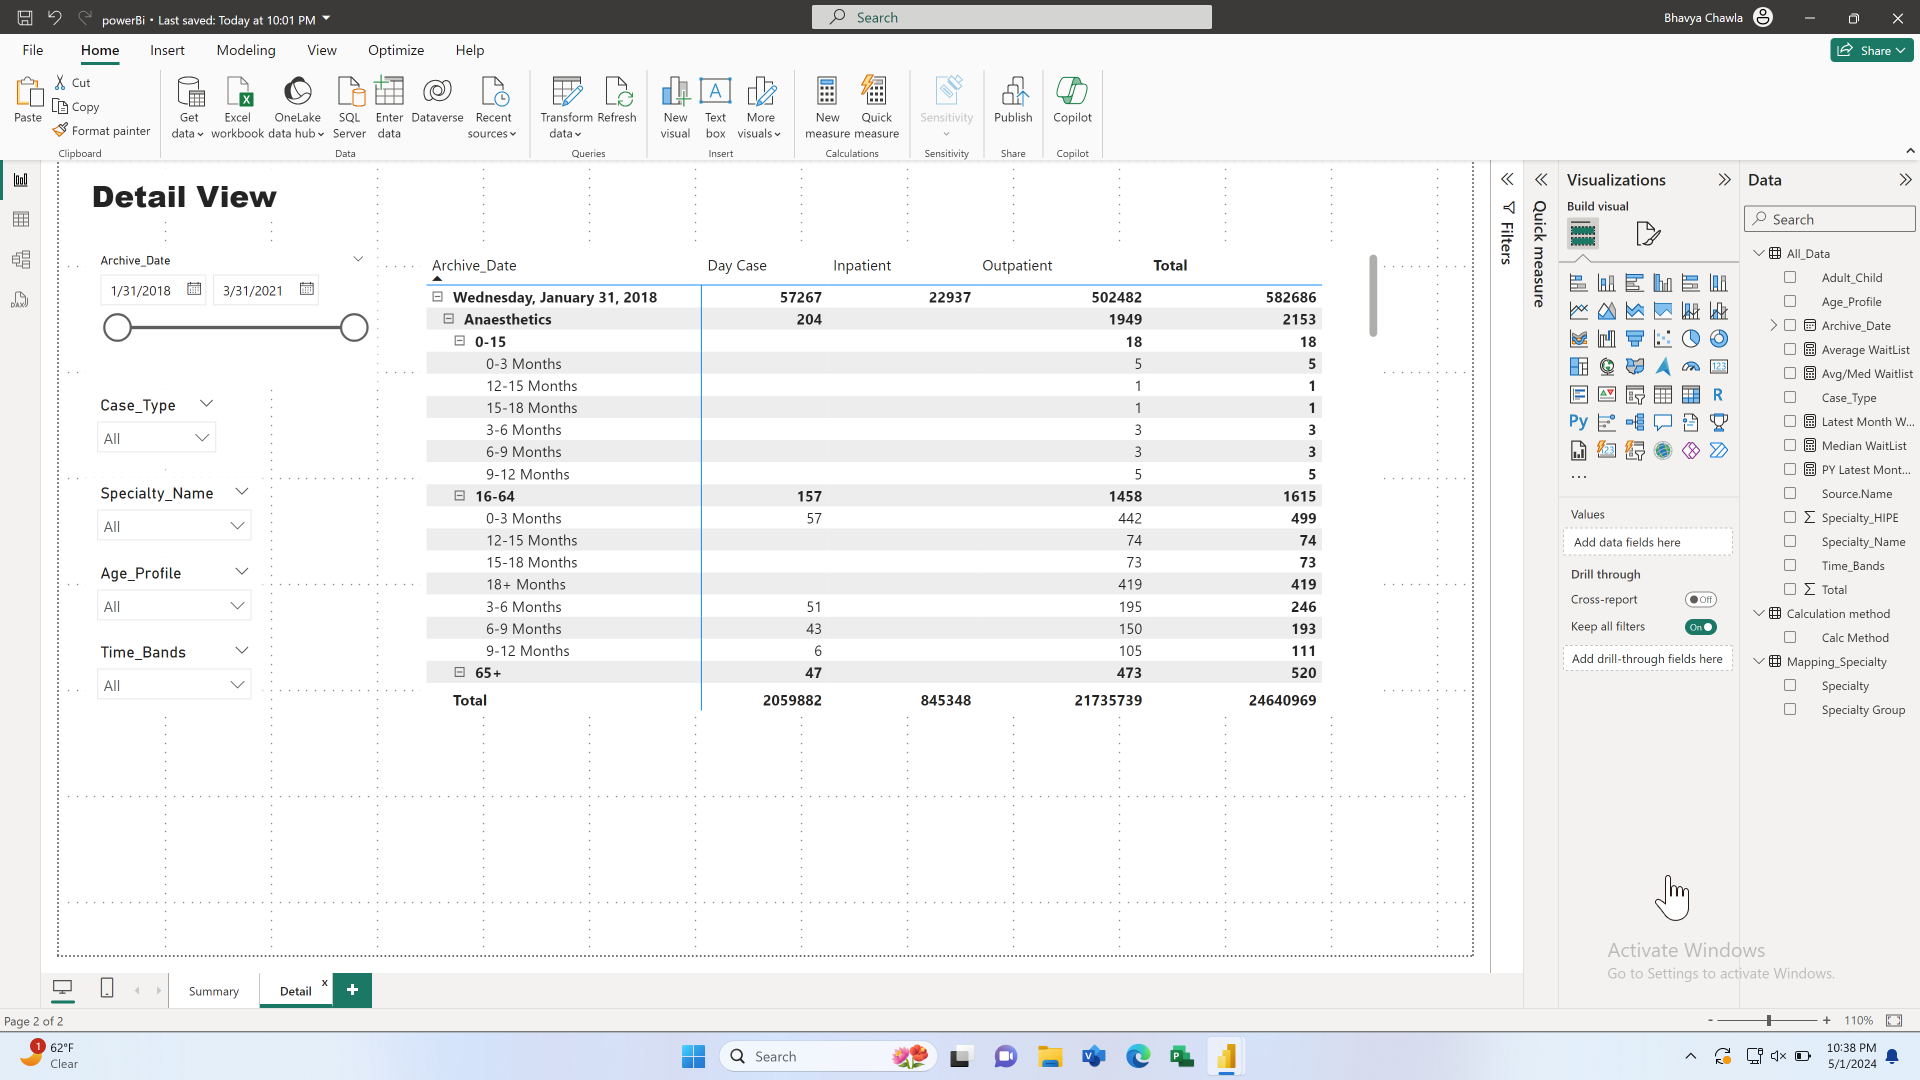 powerBi • Last saved: Today at 10:01 PM
Search
Bhavya Chawla
File Home Insert Modeling View Optimize Help
Share
Paste
Cut
Copy
Format painter
Clipboard
Get data
Excel workbook
OneLake data hub
SQL Server
Enter data
Dataverse
Recent sources
Data
Transform data
Refresh
Queries
New visual
Text box
More visuals
Insert
New measure
Quick measure
Calculations
Sensitivity
Sensitivity
Publish
Share
Copilot
Copilot
Detail View
Archive_Date
1/31/2018 3/31/2021
Case_Type
All
Specialty_Name
All
Age_Profile
All
Time_Bands
All
Archive_Date Day Case Inpatient Outpatient Total
Wednesday, January 31, 2018 57267 22937 502482 582686
Anaesthetics 204 1949 2153
0-15 18 18
0-3 Months 5 5
12-15 Months 1 1
15-18 Months 1 1
3-6 Months 3 3
6-9 Months 3 3
9-12 Months 5 5
16-64 157 1458 1615
0-3 Months 57 442 499
12-15 Months 74 74
15-18 Months 73 73
18+ Months 419 419
3-6 Months 51 195 246
6-9 Months 43 150 193
9-12 Months 6 105 111
65+ 47 473 520
Total 2059882 845348 21735739 24640969
Filters
Quick measure
Visualizations
Build visual
123
R
Py
123
Values
Add data fields here
Drill through
Cross-report Off
Keep all filters On
Add drill-through fields here
Data
Search
All_Data
Adult_Child
Age_Profile
Archive_Date
Average WaitList
Avg/Med Waitlist
Case_Type
Latest Month W...
Median WaitList
PY Latest Mont...
Source.Name
Specialty_HIPE
Specialty_Name
Time_Bands
Total
Calculation method
Calc Method
Mapping_Specialty
Specialty
Specialty Group
Activate Windows
Go to Settings to activate Windows.
Summary
Detail x
+
Page 2 of 2
- + 110%
1
62°F
Clear
Search
10:38 PM
5/1/2024